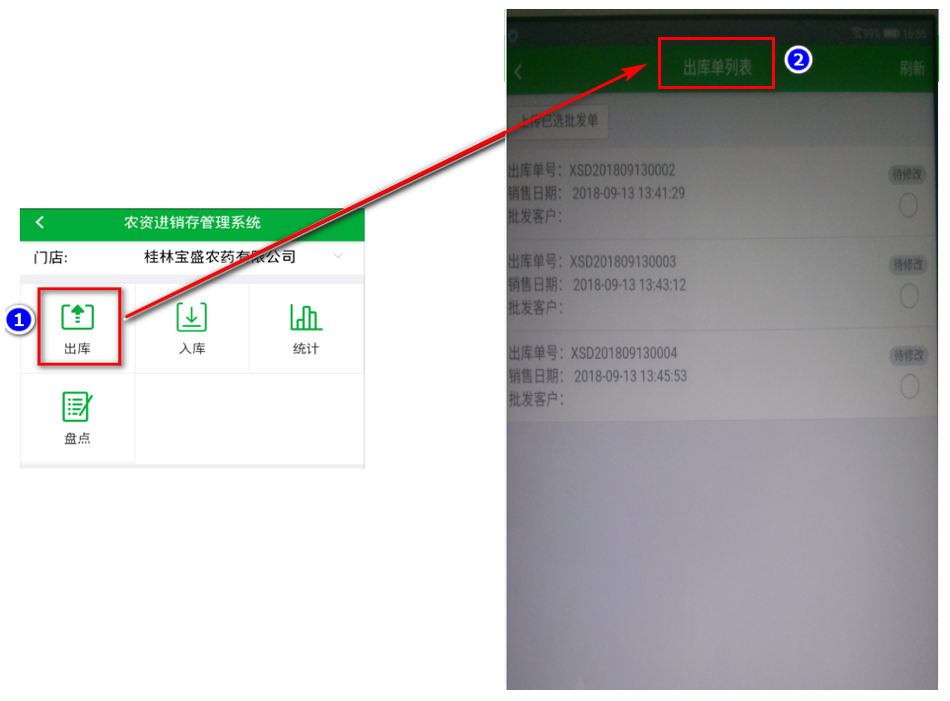 农资进销存管理系统
门店: 桂林宝盛农药有限公司
1
出库 入库 统计
盘点
99% 16:56
出库单列表 2 刷新
上传已选批发单
出库单号: XSD201809130002 待修改
销售日期: 2018-09-13 13:41:29
批发客户:
出库单号: XSD201809130003 待修改
销售日期: 2018-09-13 13:43:12
批发客户:
出库单号: XSD201809130004 待修改
销售日期: 2018-09-13 13:45:53
批发客户: